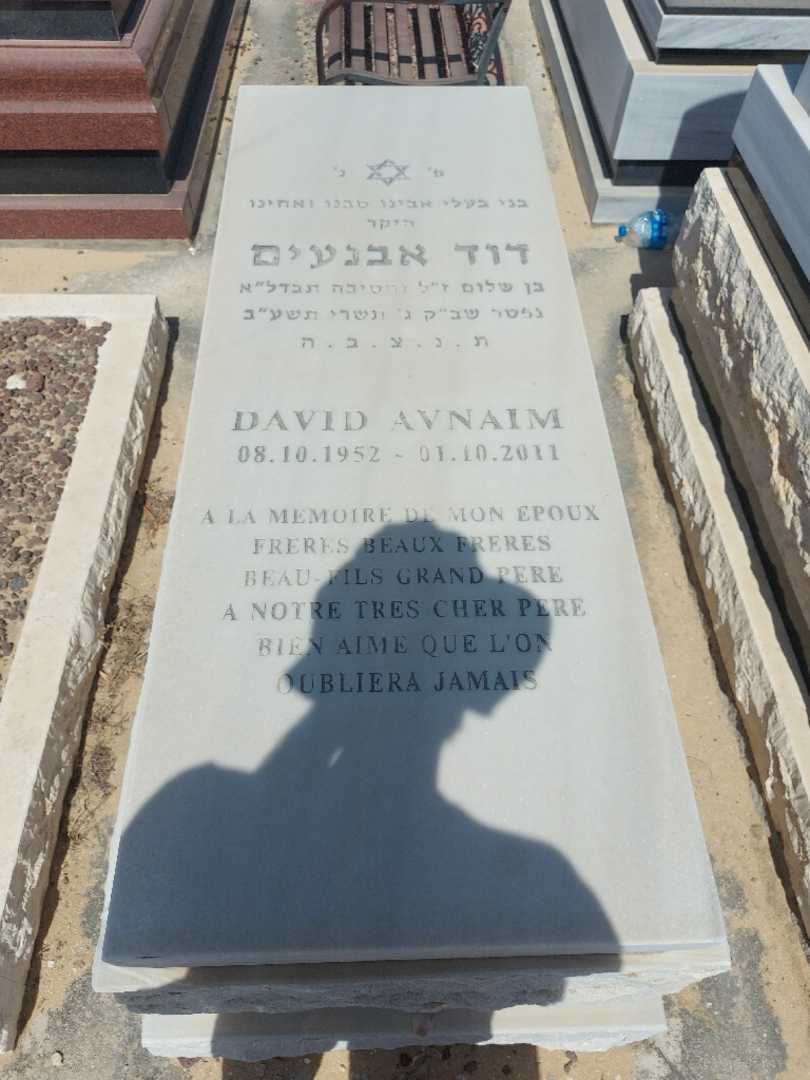 פ' נ'
בני בעלי אבינו סבנו ואחינו
היקר
דוד אבנעים
בן שלום ז"ל תבדל"א
נפטר שב"ק ג' תשרי תשע"ב
ת . נ . צ . ב . ה
DAVID AVNAIM
08.10.1952 ~ 01.10.2011
A LA MEMOIRE DE MON EPOUX
FRERES BEAUX FRERES
BEAU-FILS GRAND PERE
A NOTRE TRES CHER PERE
BIEN AIME QUE L'ON
OUBLIERA JAMAIS